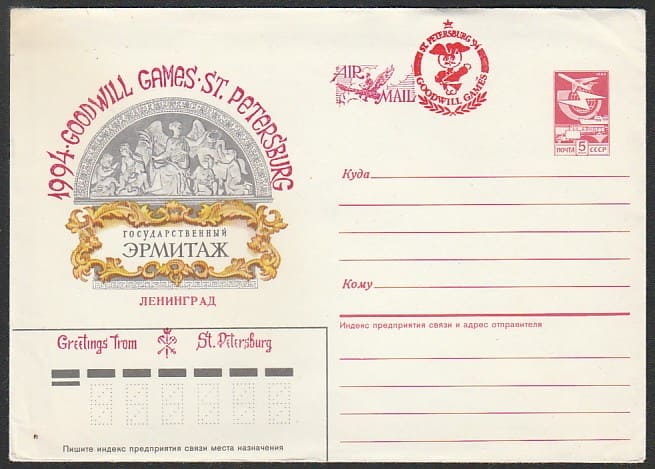 1994 · GOODWILL GAMES · ST. PETERSBURG
ГОСУДАРСТВЕННЫЙ
ЭРМИТАЖ
ЛЕНИНГРАД
AIR
MAIL
ST. PETERSBURG '94
GOODWILL GAMES
ПОЧТА 5 СССР
Куда
Кому
Индекс предприятия связи и адрес отправителя
Greetings from St. Petersburg
Пишите индекс предприятия связи места назначения